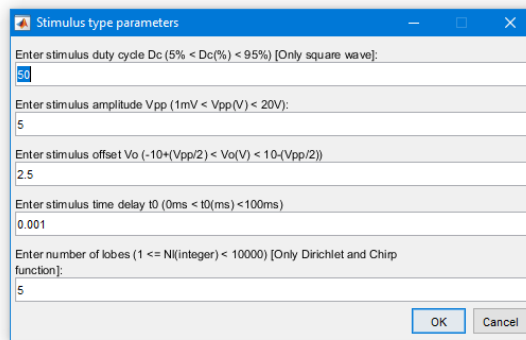 Stimulus type parameters
Enter stimulus duty cycle Dc (5% < Dc(%) < 95%) [Only square wave]:
50
Enter stimulus amplitude Vpp (1mV < Vpp(V) < 20V):
5
Enter stimulus offset Vo (-10+(Vpp/2) < Vo(V) < 10-(Vpp/2))
2.5
Enter stimulus time delay t0 (0ms < t0(ms) <100ms)
0.001
Enter number of lobes (1 <= Nl(integer) < 10000) [Only Dirichlet and Chirp
function]:
5
OK Cancel